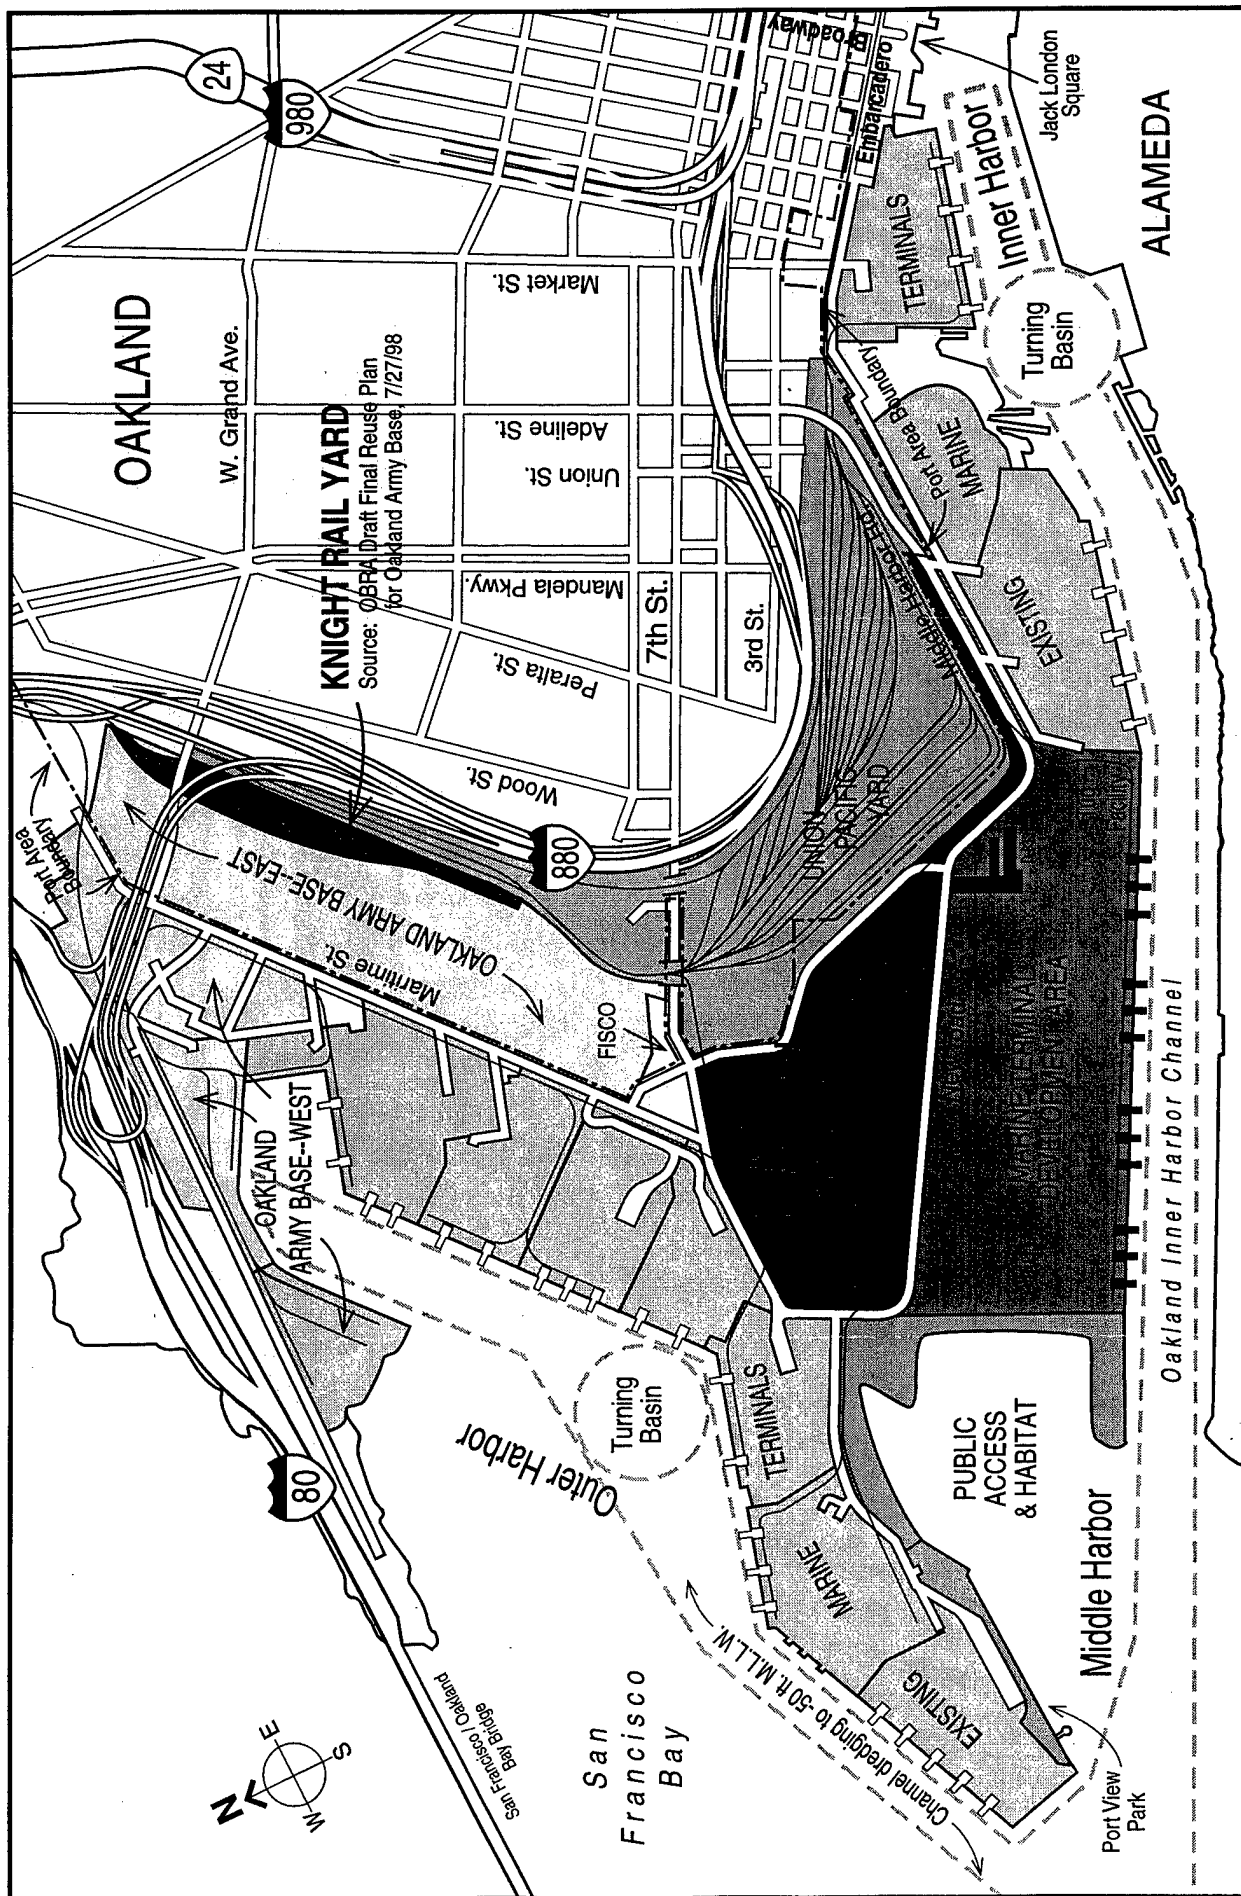 OAKLAND
24
980
W. Grand Ave.
KNIGHT RAIL YARD
Source: OBRA Draft Final Reuse Plan
for Oakland Army Base, 7/27/98
Market St.
Adeline St.
Union St.
Mandela Pkwy.
Peralta St.
Wood St.
7th St.
3rd St.
Broadway
Embarcadero
Jack London
Square
Inner Harbor
ALAMEDA
TERMINALS
Turning
Basin
Port Area Boundary
MARINE
EXISTING
Middle Harbor Rd.
UNION
PACIFIC
YARD
880
Port Area
Boundary
OAKLAND ARMY BASE--EAST
Maritime St.
FISCO
OAKLAND
ARMY BASE--WEST
80
Outer Harbor
Turning
Basin
TERMINALS
MARINE
EXISTING
MARINE TERMINAL
DEVELOPMENT AREA
Facility
Oakland Inner Harbor Channel
PUBLIC
ACCESS
& HABITAT
Middle Harbor
Port View
Park
Channel dredging to -50 ft. M.L.L.W.
San
Francisco
Bay
San Francisco / Oakland
Bay Bridge
N
E
S
W